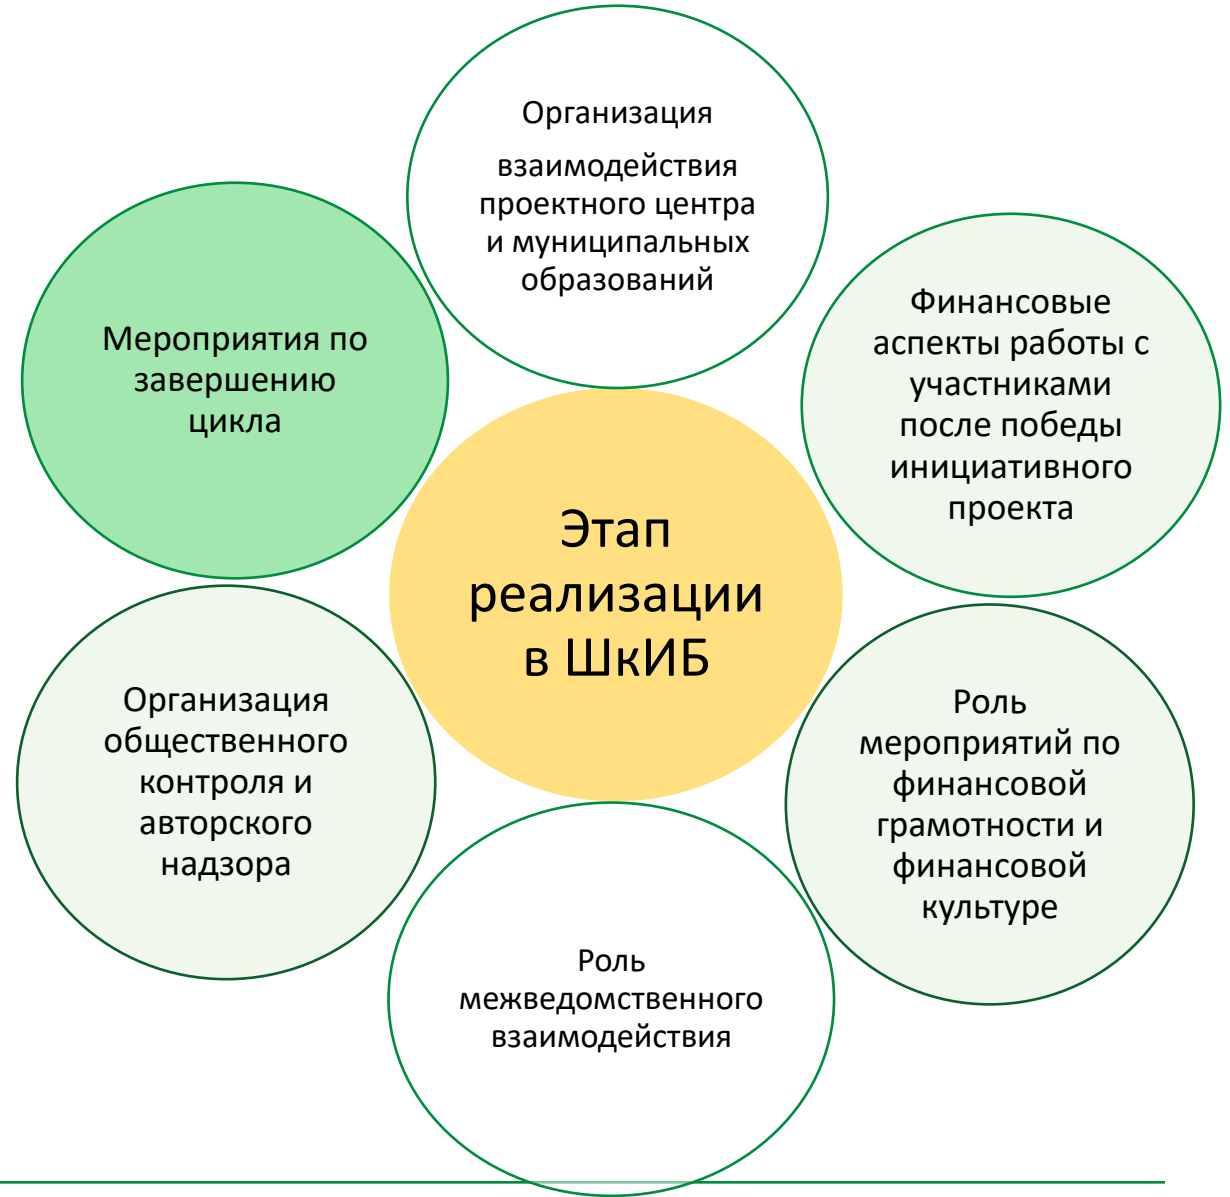 Организация
взаимодействия
проектного центра
и муниципальных
образований
Финансовые
аспекты работы с
участниками
после победы
инициативного
проекта
Роль
мероприятий по
финансовой
грамотности и
финансовой
культуре
Роль
межведомственного
взаимодействия
Организация
общественного
контроля и
авторского
надзора
Мероприятия по
завершению
цикла
Этап
реализации
в ШкИБ